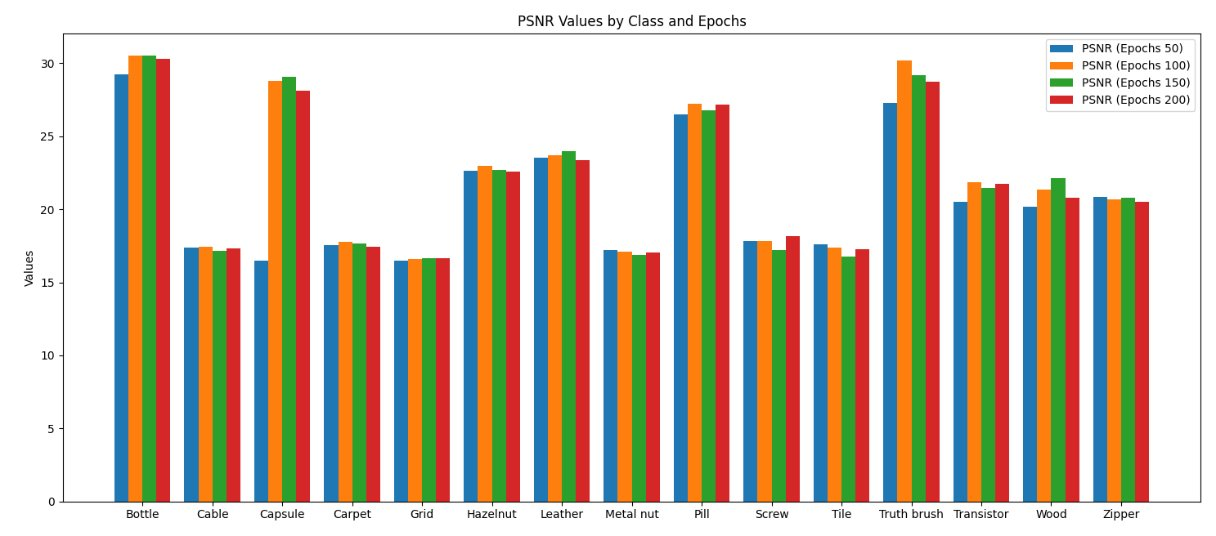 PSNR Values by Class and Epochs
PSNR (Epochs 50)
PSNR (Epochs 100)
PSNR (Epochs 150)
PSNR (Epochs 200)
Values
30
25
20
15
10
5
0
Bottle Cable Capsule Carpet Grid Hazelnut Leather Metal nut Pill Screw Tile Truth brush Transistor Wood Zipper